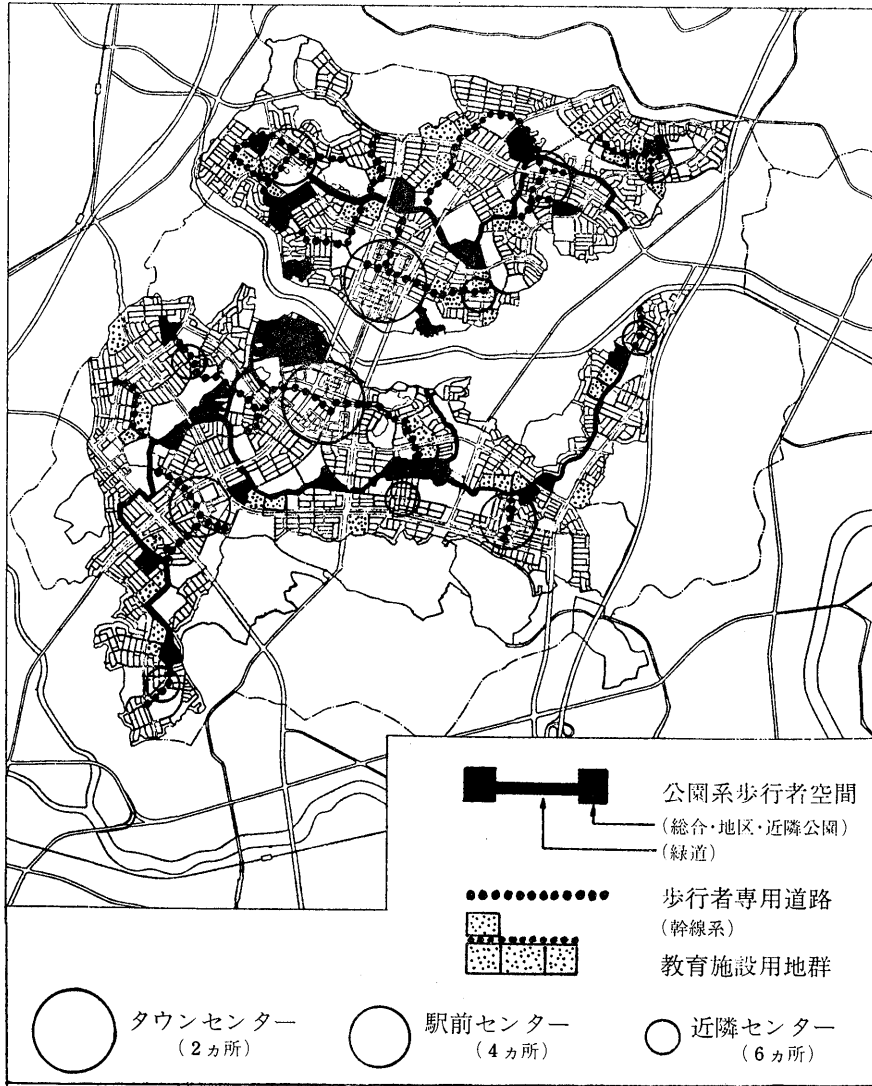 公園系歩行者空間
(総合・地区・近隣公園)
(緑道)
歩行者専用道路
(幹線系)
教育施設用地群
タウンセンター
(2ヵ所)
駅前センター
(4ヵ所)
近隣センター
(6ヵ所)